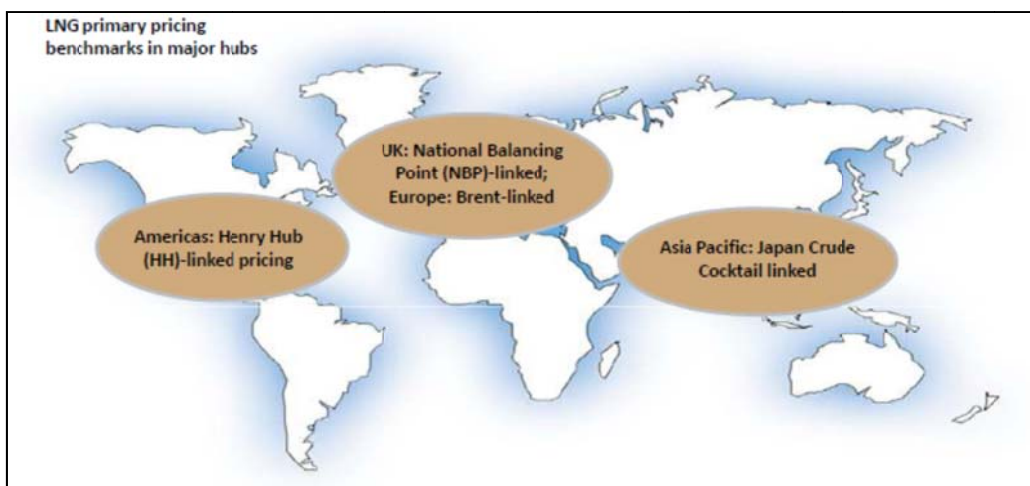 LNG primary pricing
benchmarks in major hubs
UK: National Balancing
Point (NBP)-linked;
Europe: Brent-linked
Americas: Henry Hub
(HH)-linked pricing
Asia Pacific: Japan Crude
Cocktail linked